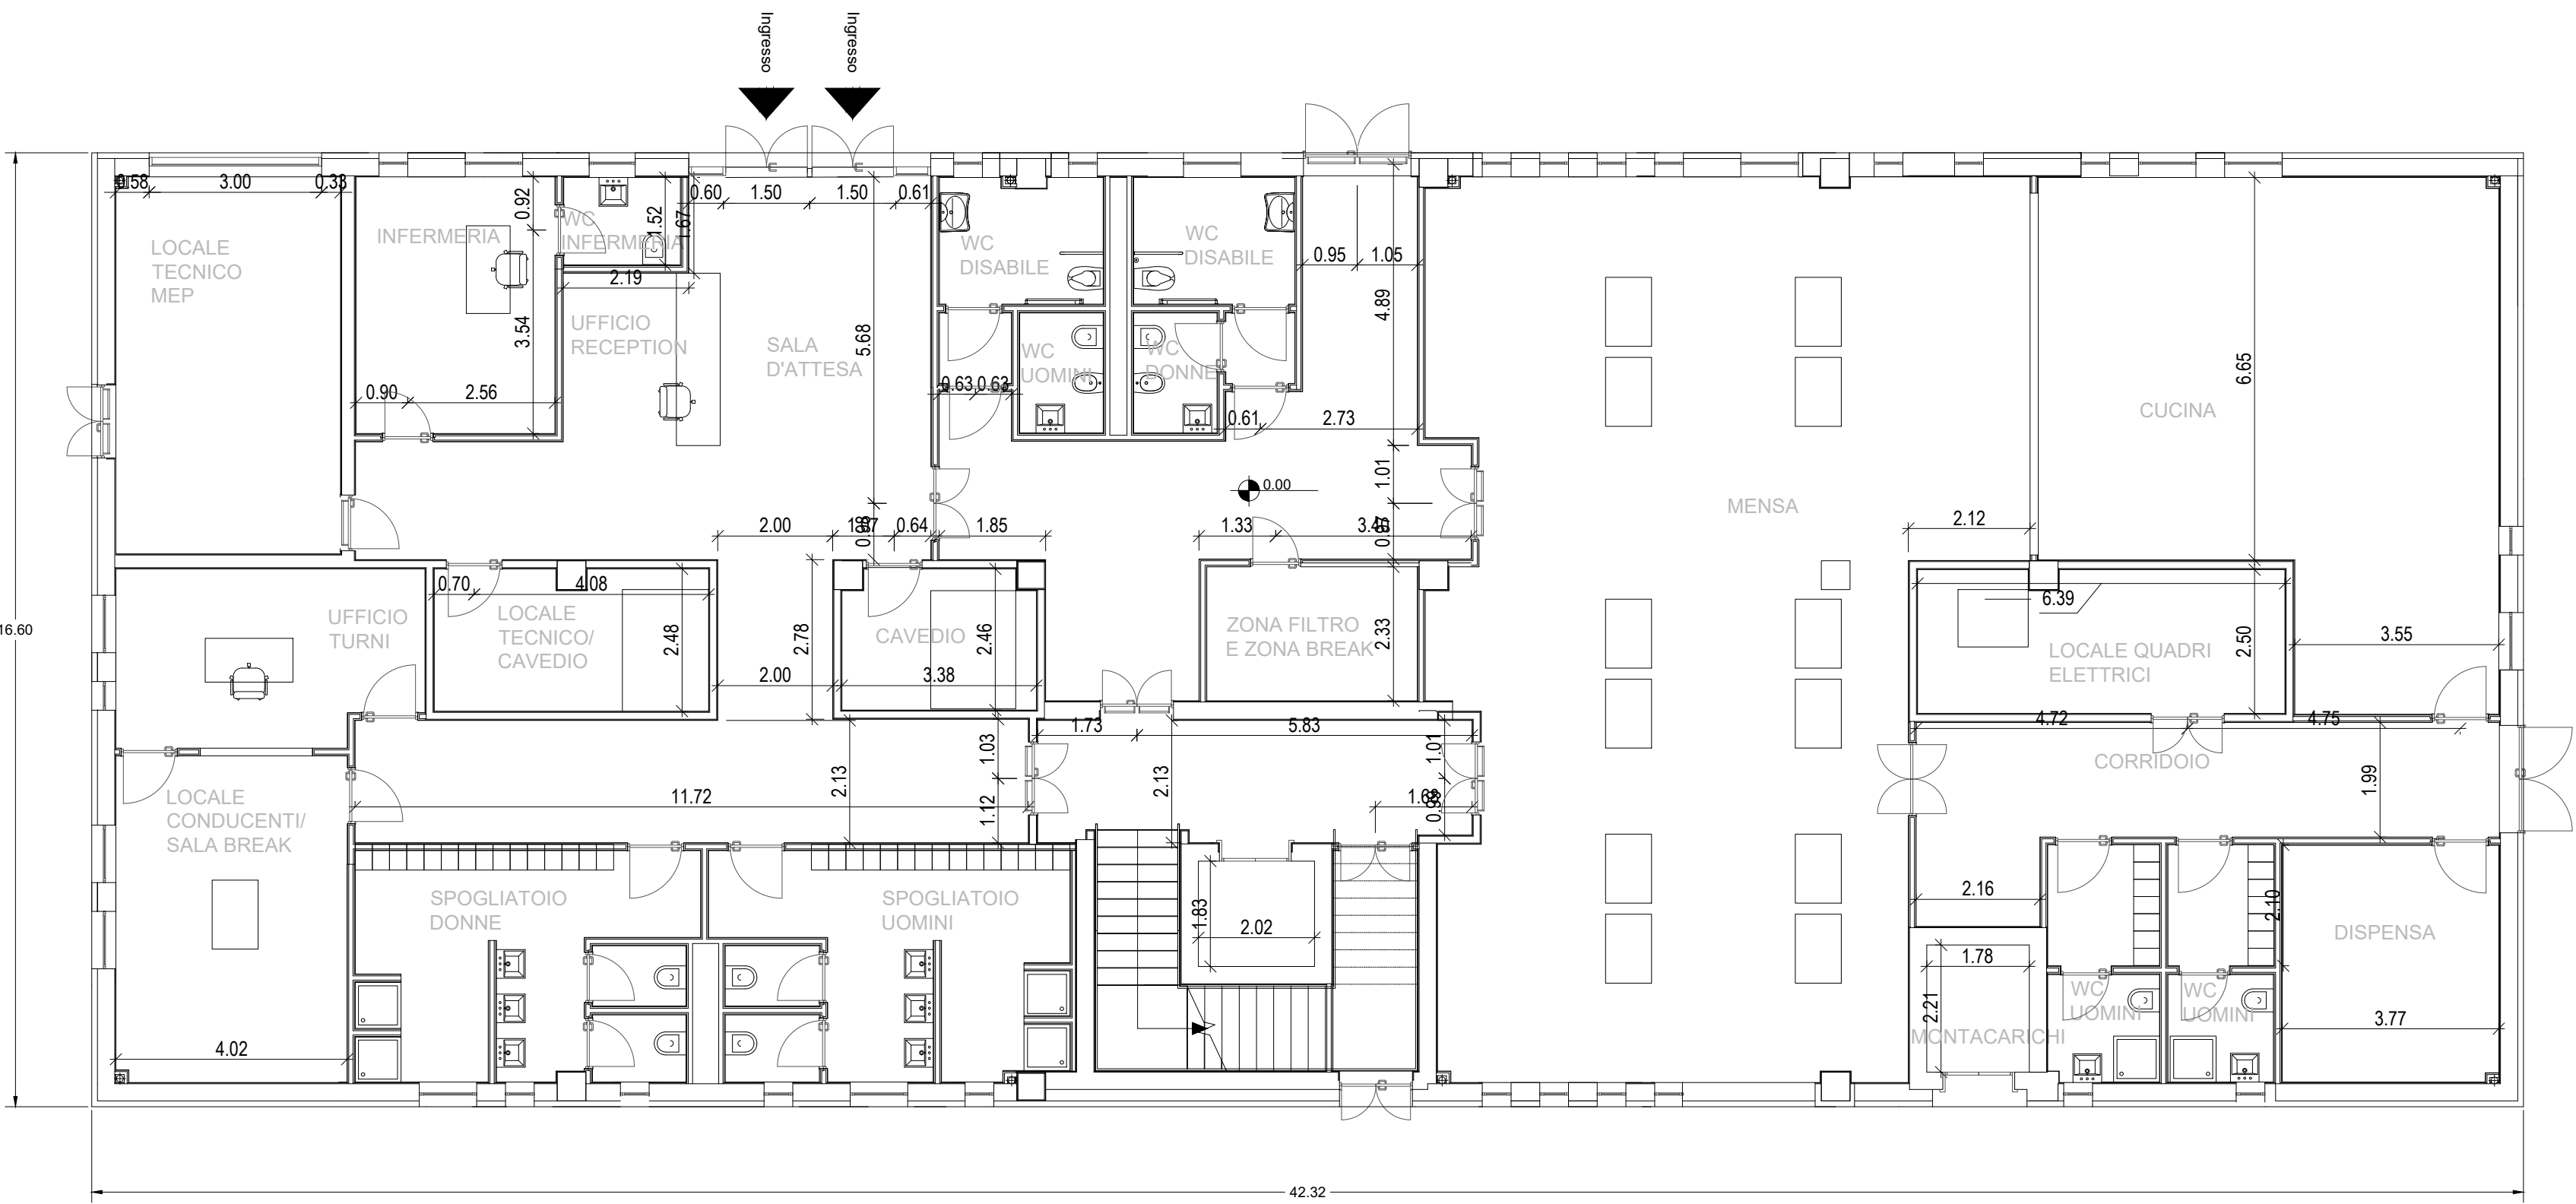 Ingresso
Ingresso
0.58
3.00
0.33
0.92
1.52
1.67
0.60
1.50
1.50
0.61
LOCALE
TECNICO
MEP
INFERMERIA
WC
INFERMERIA
2.19
3.54
0.90
2.56
UFFICIO
RECEPTION
SALA
D'ATTESA
5.68
WC
DISABILE
WC
DISABILE
0.95
1.05
4.89
WC
UOMINI
WC
DONNE
0.63
0.63
0.61
2.73
1.01
0.00
6.65
CUCINA
MENSA
2.00
0.64
1.85
1.33
0.97
2.12
16.60
UFFICIO
TURNI
0.70
4.08
LOCALE
TECNICO/
CAVEDIO
2.48
2.78
2.00
CAVEDIO
2.46
3.38
ZONA FILTRO
E ZONA BREAK
2.33
6.39
LOCALE QUADRI
ELETTRICI
2.50
3.55
1.73
5.83
4.72
4.75
1.03
1.01
2.13
2.13
11.72
1.12
CORRIDOIO
1.99
LOCALE
CONDUCENTI/
SALA BREAK
SPOGLIATOIO
DONNE
SPOGLIATOIO
UOMINI
1.83
2.02
2.16
2.10
DISPENSA
1.78
2.21
MONTACARICHI
WC
UOMINI
WC
UOMINI
3.77
4.02
42.32